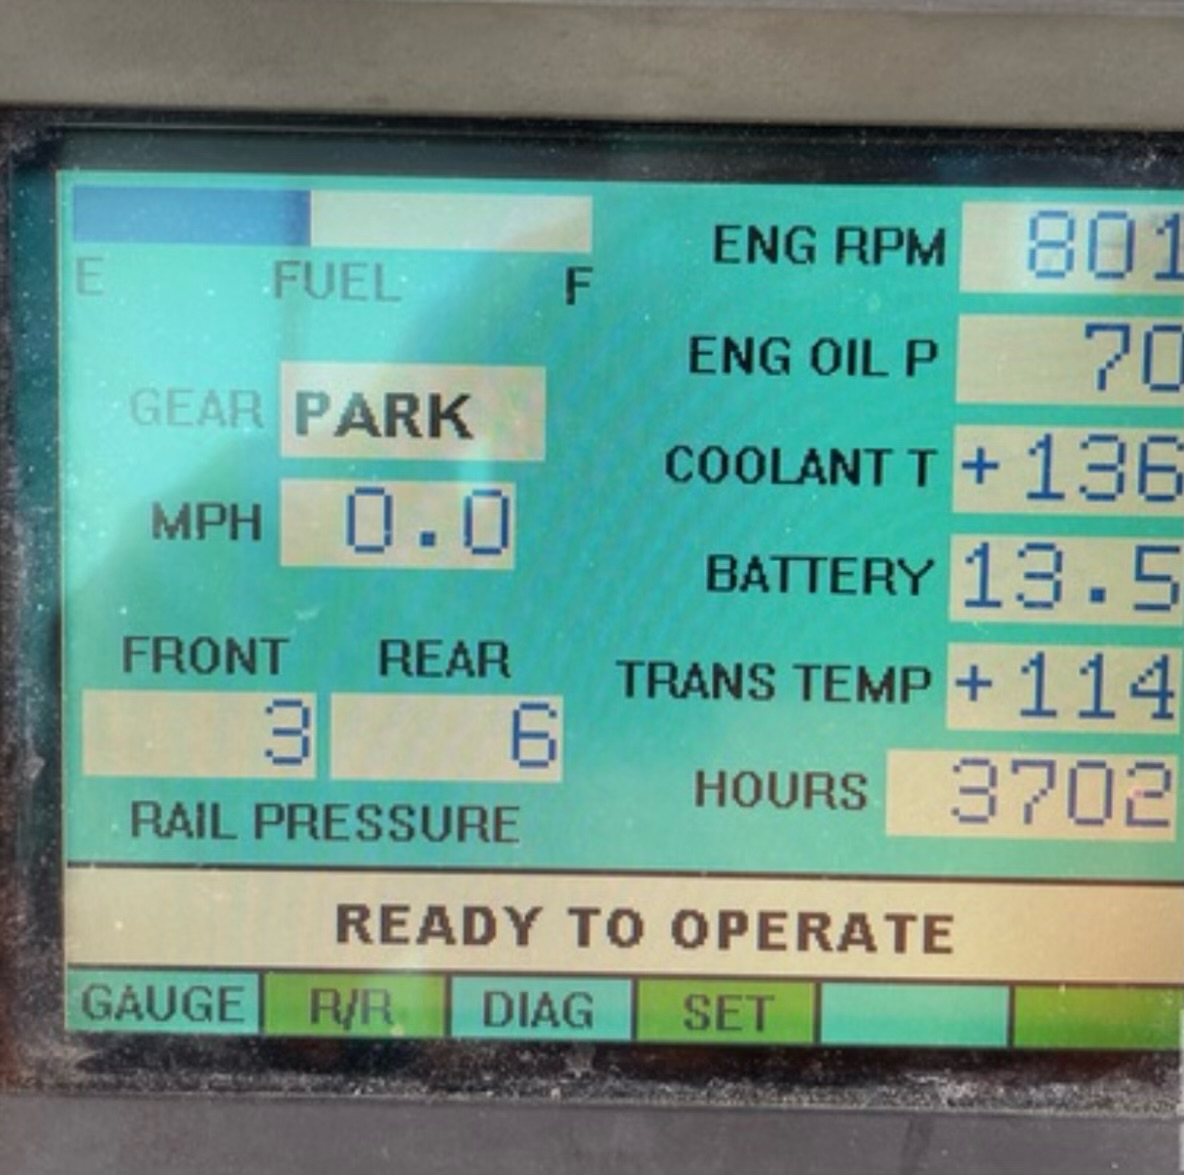 E FUEL F
GEAR PARK
MPH 0.0
FRONT REAR
3 6
RAIL PRESSURE
ENG RPM 801
ENG OIL P 70
COOLANT T +136
BATTERY 13.5
TRANS TEMP +114
HOURS 3702
READY TO OPERATE
GAUGE R/R DIAG SET